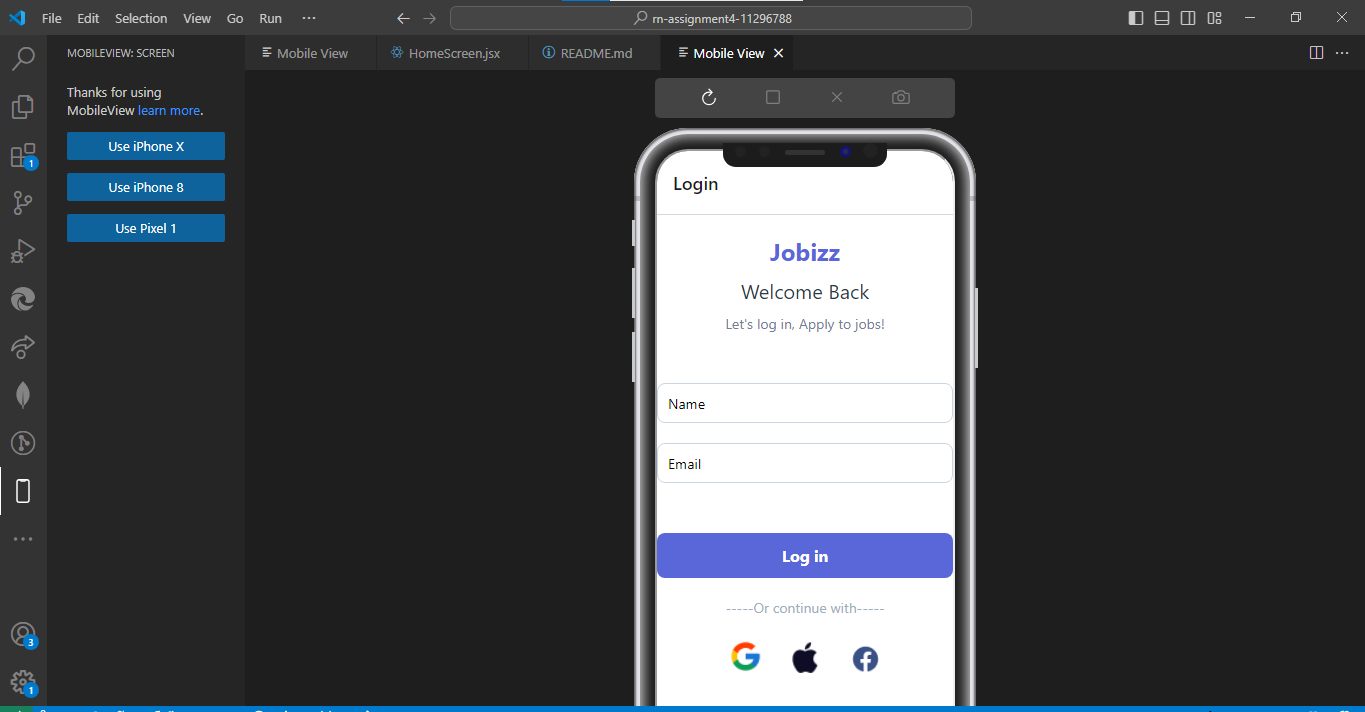 File Edit Selection View Go Run ···
rn-assignment4-11296788
MOBILEVIEW: SCREEN
Mobile View
HomeScreen.jsx
README.md
Mobile View
Thanks for using
MobileView learn more.
Use iPhone X
Use iPhone 8
Use Pixel 1
1
3
1
Login
Jobizz
Welcome Back
Let's log in, Apply to jobs!
Name
Email
Log in
-----Or continue with-----